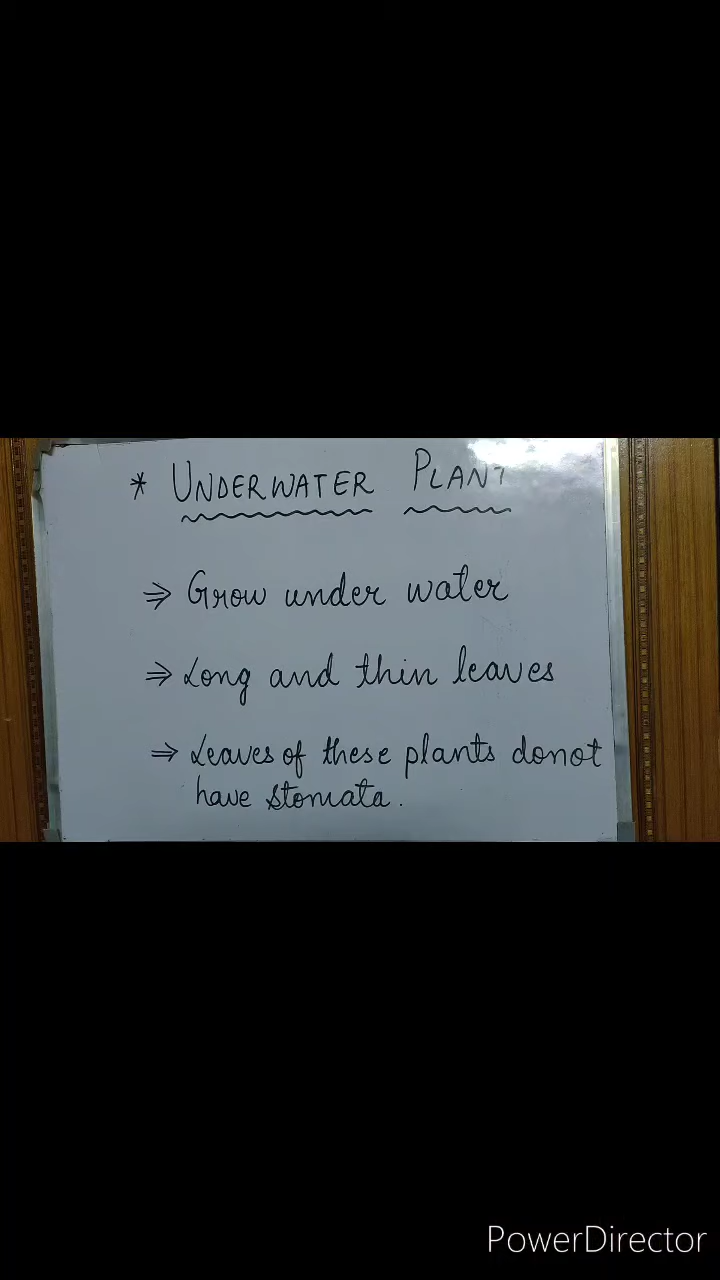 * UNDERWATER PLANT
⇒ Grow under water
⇒ Long and thin leaves
⇒ Leaves of these plants donot
have stomata.
PowerDirector